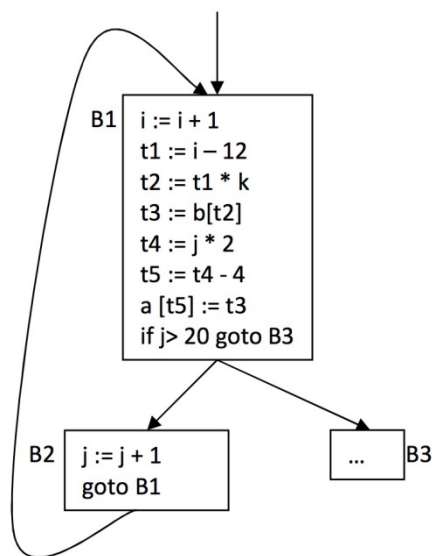 B1
i := i + 1
t1 := i – 12
t2 := t1 * k
t3 := b[t2]
t4 := j * 2
t5 := t4 - 4
a [t5] := t3
if j> 20 goto B3
B2
j := j + 1
goto B1
... B3